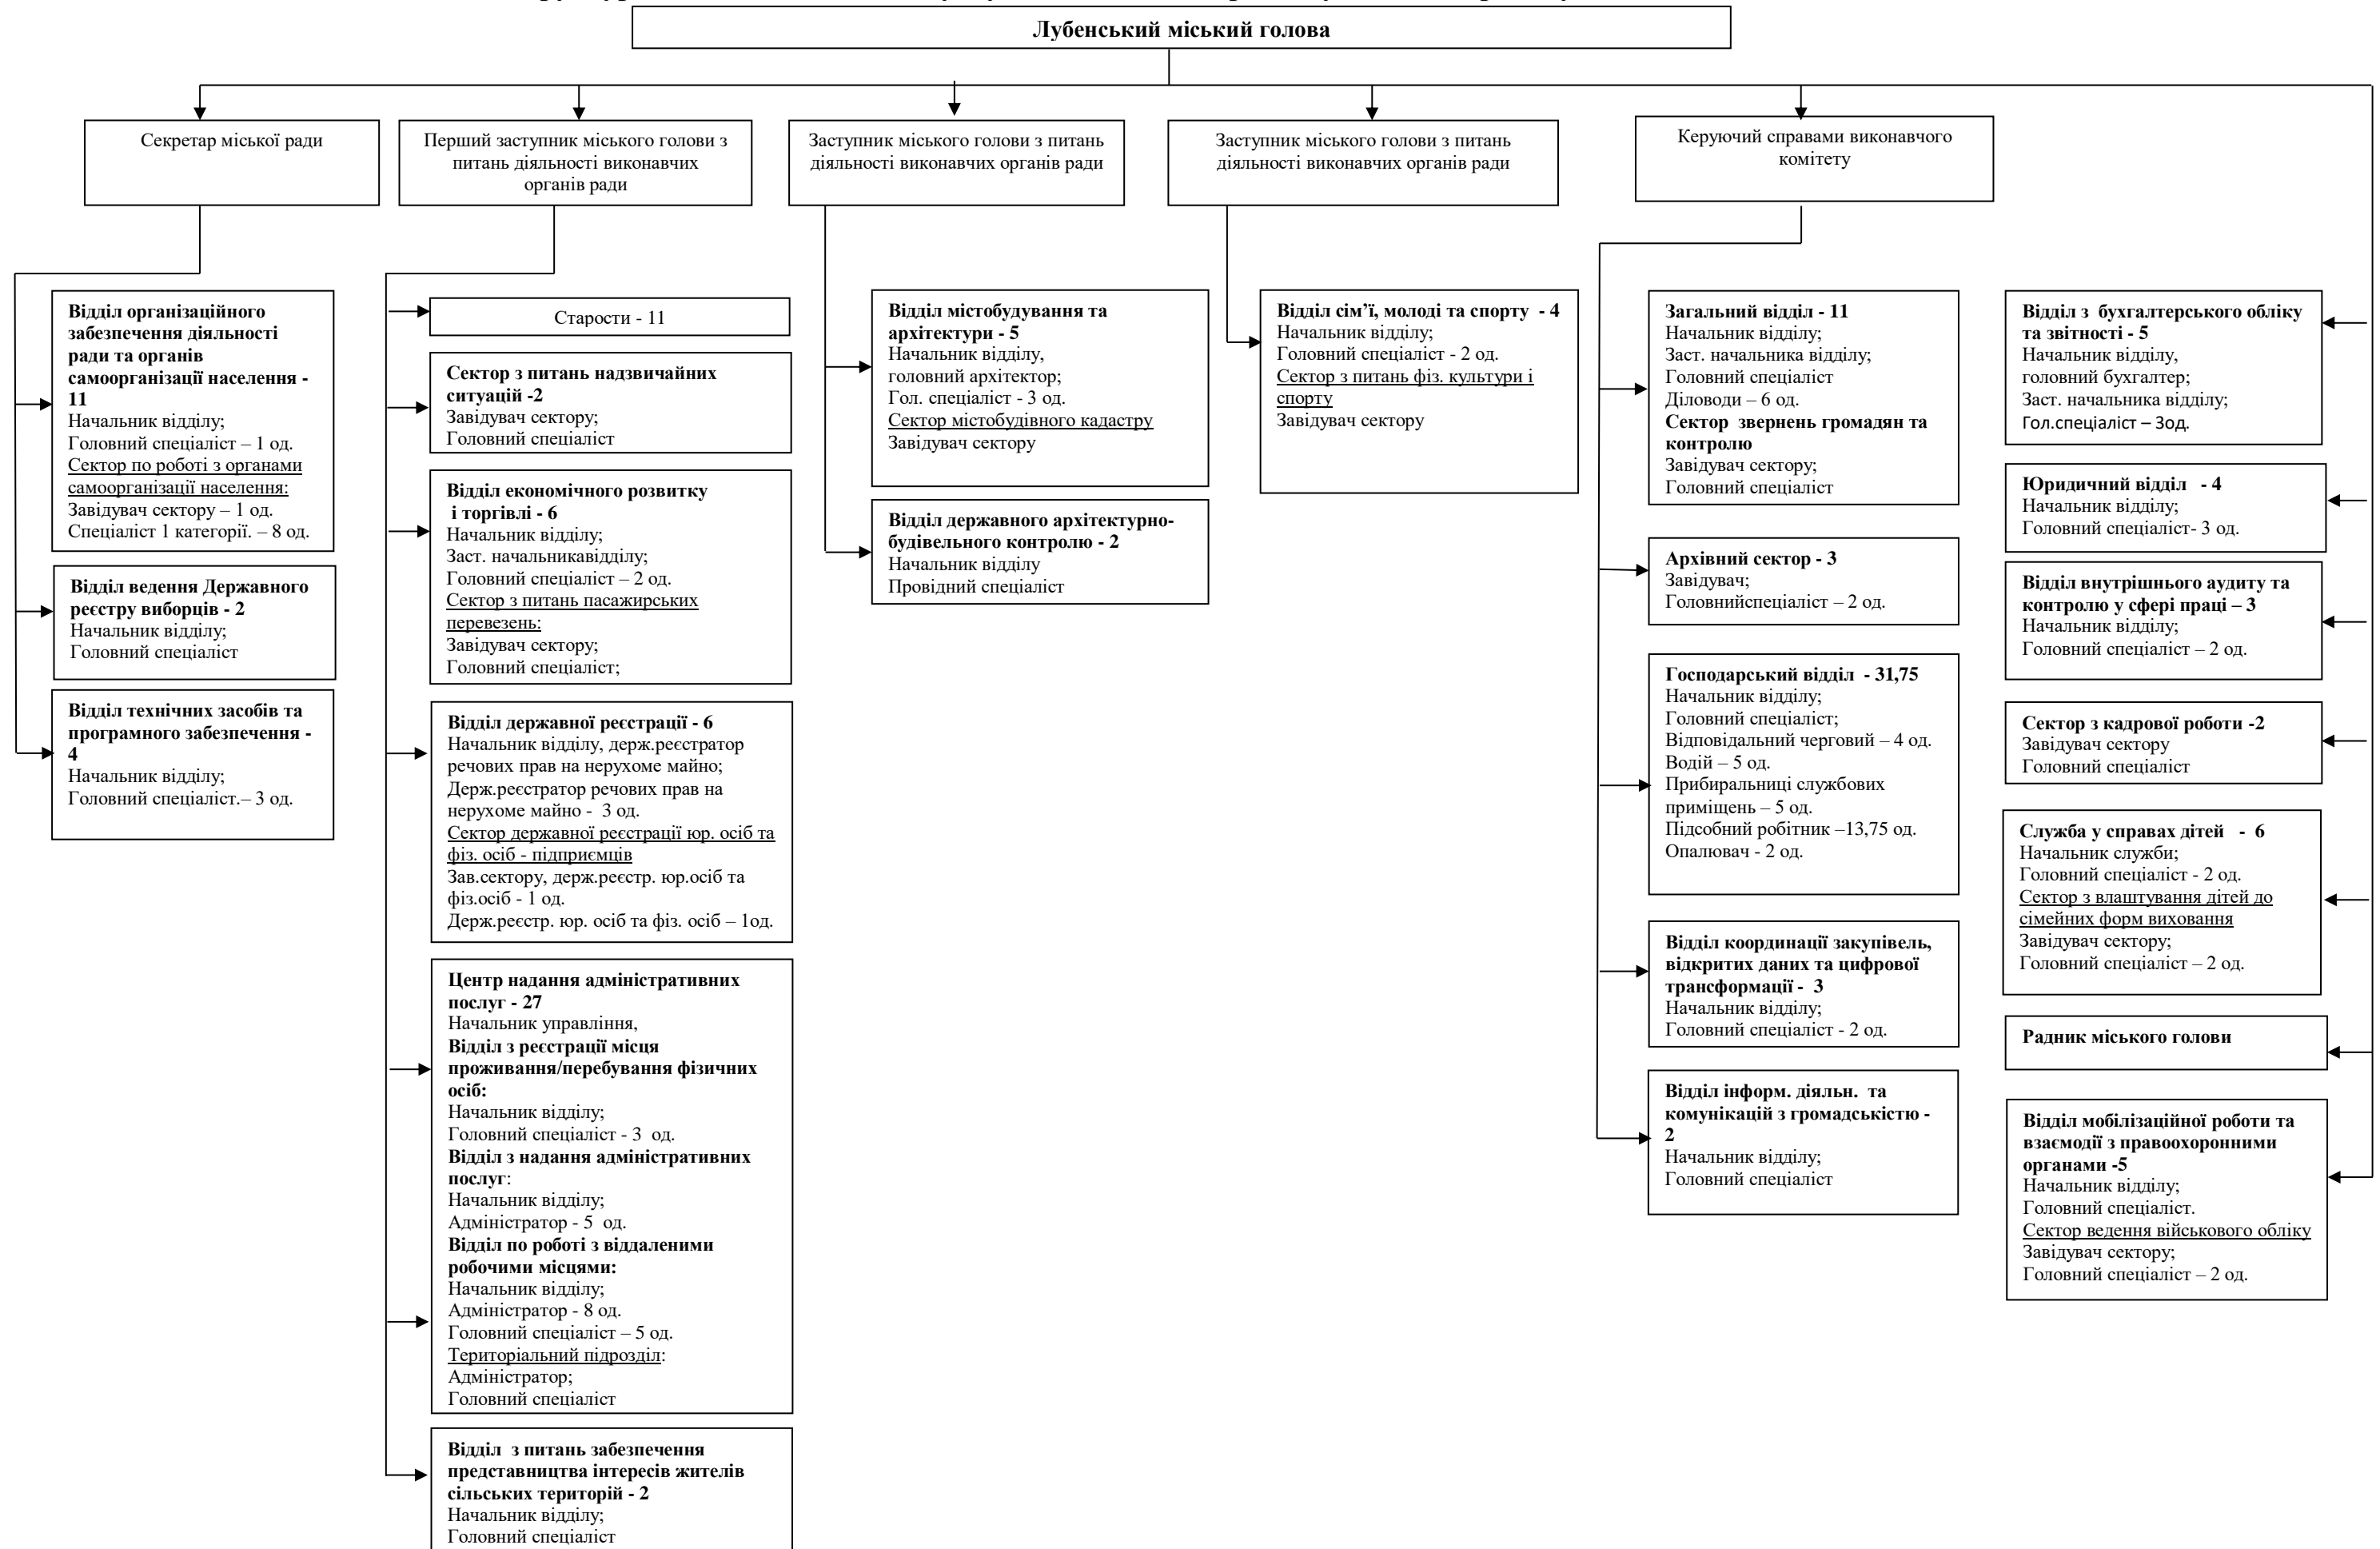 Лубенський міський голова
Секретар міської ради
Перший заступник міського голови з
питань діяльності виконавчих
органів ради
Заступник міського голови з питань
діяльності виконавчих органів ради
Заступник міського голови з питань
діяльності виконавчих органів ради
Керуючий справами виконавчого
комітету
Відділ організаційного
забезпечення діяльності
ради та органів
самоорганізації населення -
11
Начальник відділу;
Головний спеціаліст – 1 од.
Сектор по роботі з органами
самоорганізації населення:
Завідувач сектору – 1 од.
Спеціаліст 1 категорії. – 8 од.
Відділ ведення Державного
реєстру виборців - 2
Начальник відділу;
Головний спеціаліст
Відділ технічних засобів та
програмного забезпечення -
4
Начальник відділу;
Головний спеціаліст.– 3 од.
Старости - 11
Сектор з питань надзвичайних
ситуацій -2
Завідувач сектору;
Головний спеціаліст
Відділ економічного розвитку
і торгівлі - 6
Начальник відділу;
Заст. начальникавідділу;
Головний спеціаліст – 2 од.
Сектор з питань пасажирських
перевезень:
Завідувач сектору;
Головний спеціаліст;
Відділ державної реєстрації - 6
Начальник відділу, держ.реєстратор
речових прав на нерухоме майно;
Держ.реєстратор речових прав на
нерухоме майно - 3 од.
Сектор державної реєстрації юр. осіб та
фіз. осіб - підприємців
Зав.сектору, держ.реєстр. юр.осіб та
фіз.осіб - 1 од.
Держ.реєстр. юр. осіб та фіз. осіб – 1од.
Центр надання адміністративних
послуг - 27
Начальник управління,
Відділ з реєстрації місця
проживання/перебування фізичних
осіб:
Начальник відділу;
Головний спеціаліст - 3 од.
Відділ з надання адміністративних
послуг:
Начальник відділу;
Адміністратор - 5 од.
Відділ по роботі з віддаленими
робочими місцями:
Начальник відділу;
Адміністратор - 8 од.
Головний спеціаліст – 5 од.
Територіальний підрозділ:
Адміністратор;
Головний спеціаліст
Відділ з питань забезпечення
представництва інтересів жителів
сільських територій - 2
Начальник відділу;
Головний спеціаліст
Відділ містобудування та
архітектури - 5
Начальник відділу,
головний архітектор;
Гол. спеціаліст - 3 од.
Сектор містобудівного кадастру
Завідувач сектору
Відділ державного архітектурно-
будівельного контролю - 2
Начальник відділу
Провідний спеціаліст
Відділ сім’ї, молоді та спорту - 4
Начальник відділу;
Головний спеціаліст - 2 од.
Сектор з питань фіз. культури і
спорту
Завідувач сектору
Загальний відділ - 11
Начальник відділу;
Заст. начальника відділу;
Головний спеціаліст
Діловоди – 6 од.
Сектор звернень громадян та
контролю
Завідувач сектору;
Головний спеціаліст
Архівний сектор - 3
Завідувач;
Головнийспеціаліст – 2 од.
Господарський відділ - 31,75
Начальник відділу;
Головний спеціаліст;
Відповідальний черговий – 4 од.
Водій – 5 од.
Прибиральниці службових
приміщень – 5 од.
Підсобний робітник –13,75 од.
Опалювач - 2 од.
Відділ координації закупівель,
відкритих даних та цифрової
трансформації - 3
Начальник відділу;
Головний спеціаліст - 2 од.
Відділ інформ. діяльн. та
комунікацій з громадськістю -
2
Начальник відділу;
Головний спеціаліст
Відділ з бухгалтерського обліку
та звітності - 5
Начальник відділу,
головний бухгалтер;
Заст. начальника відділу;
Гол.спеціаліст – 3од.
Юридичний відділ - 4
Начальник відділу;
Головний спеціаліст- 3 од.
Відділ внутрішнього аудиту та
контролю у сфері праці – 3
Начальник відділу;
Головний спеціаліст – 2 од.
Сектор з кадрової роботи -2
Завідувач сектору
Головний спеціаліст
Служба у справах дітей - 6
Начальник служби;
Головний спеціаліст - 2 од.
Сектор з влаштування дітей до
сімейних форм виховання
Завідувач сектору;
Головний спеціаліст – 2 од.
Радник міського голови
Відділ мобілізаційної роботи та
взаємодії з правоохоронними
органами -5
Начальник відділу;
Головний спеціаліст.
Сектор ведення військового обліку
Завідувач сектору;
Головний спеціаліст – 2 од.